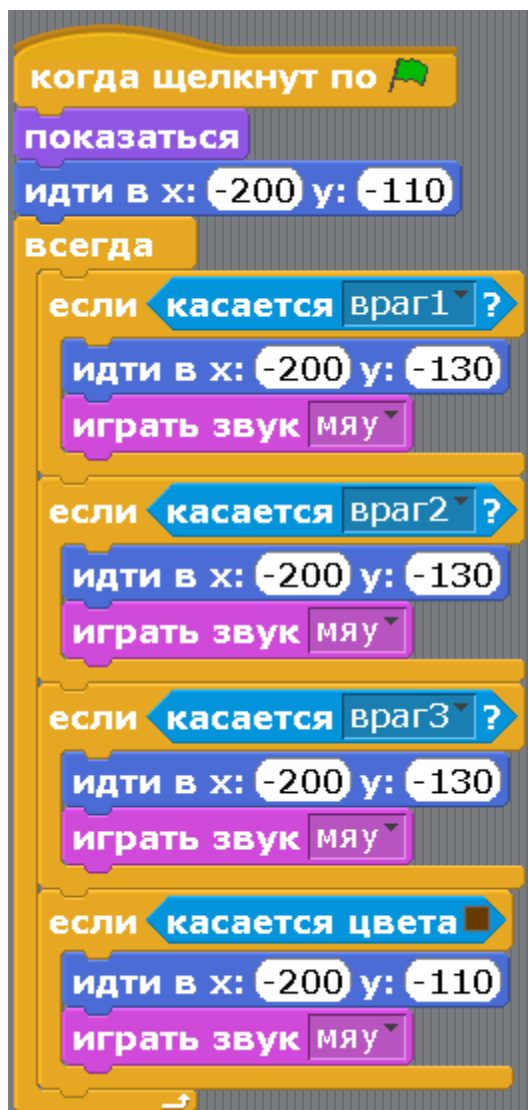 когда щелкнут по
показаться
идти в x: -200 y: -110
всегда
если касается враг1 ?
идти в x: -200 y: -130
играть звук мяу
если касается враг2 ?
идти в x: -200 y: -130
играть звук мяу
если касается враг3 ?
идти в x: -200 y: -130
играть звук мяу
если касается цвета
идти в x: -200 y: -110
играть звук мяу